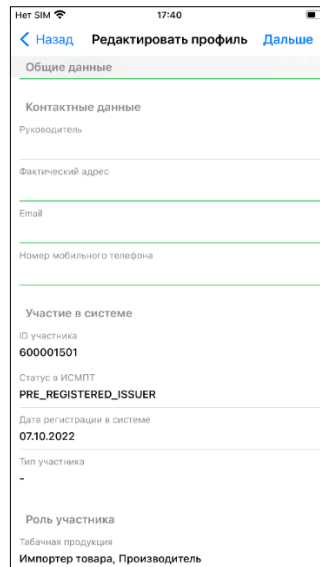 Нет SIM 17:40
Назад Редактировать профиль Дальше
Общие данные
Контактные данные
Руководитель
Фактический адрес
Email
Номер мобильного телефона
Участие в системе
ID участника
600001501
Статус в ИСМПТ
PRE_REGISTERED_ISSUER
Дата регистрации в системе
07.10.2022
Тип участника
-
Роль участника
Табачная продукция
Импортер товара, Производитель